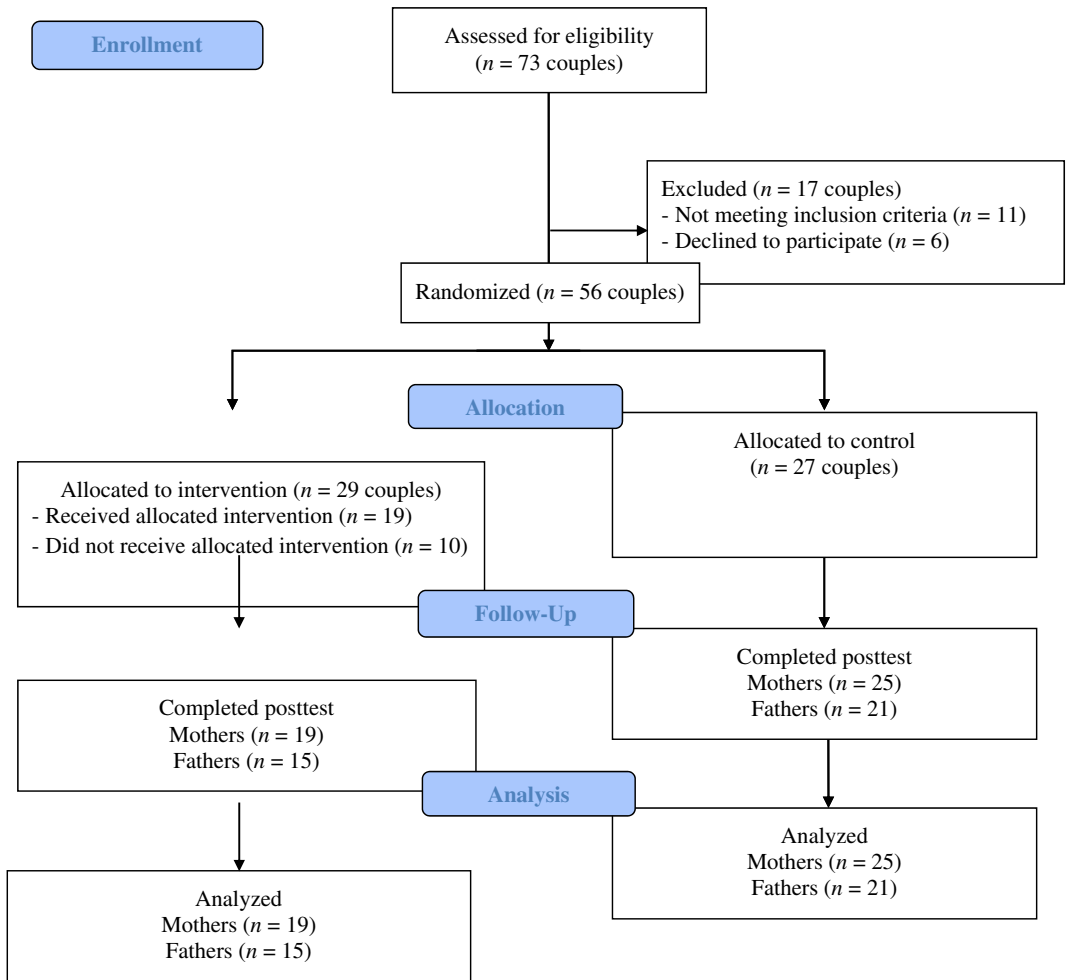 Enrollment
Assessed for eligibility
(n = 73 couples)
Excluded (n = 17 couples)
- Not meeting inclusion criteria (n = 11)
- Declined to participate (n = 6)
Randomized (n = 56 couples)
Allocation
Allocated to control
(n = 27 couples)
Allocated to intervention (n = 29 couples)
- Received allocated intervention (n = 19)
- Did not receive allocated intervention (n = 10)
Follow-Up
Completed posttest
Mothers (n = 25)
Fathers (n = 21)
Completed posttest
Mothers (n = 19)
Fathers (n = 15)
Analysis
Analyzed
Mothers (n = 25)
Fathers (n = 21)
Analyzed
Mothers (n = 19)
Fathers (n = 15)